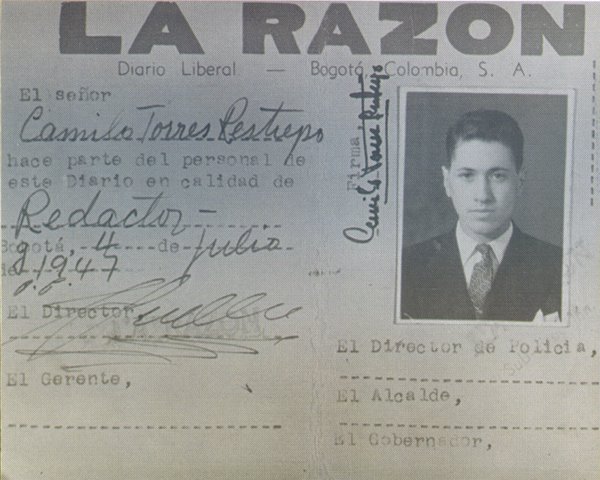 LA RAZON
Diario Liberal — Bogotá Colombia, S. A.
El señor
Camilo Torres Restrepo
hace parte del personal de
este Diario en calidad de
Redactor-
Bogotá, 4 de julio
de 1947
El Director
El Gerente,
Firma
Camilo Torres Restrepo
El Director de Policia,
El Alcalde,
El Gobernador,